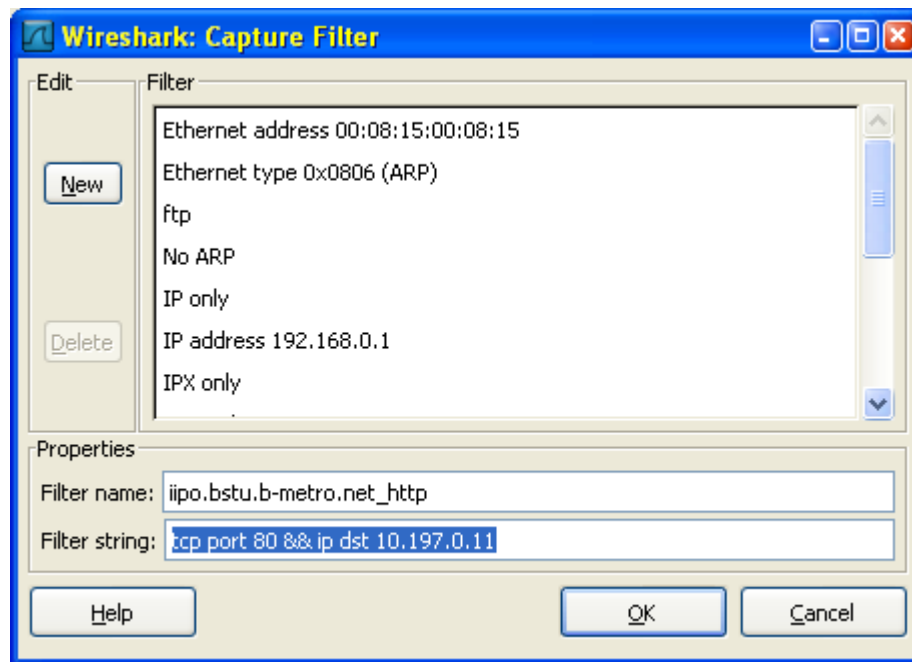 Wireshark: Capture Filter
Edit
Filter
New
Delete
Ethernet address 00:08:15:00:08:15
Ethernet type 0x0806 (ARP)
ftp
No ARP
IP only
IP address 192.168.0.1
IPX only
Properties
Filter name: iipo.bstu.b-metro.net_http
Filter string: tcp port 80 && ip dst 10.197.0.11
Help
OK
Cancel